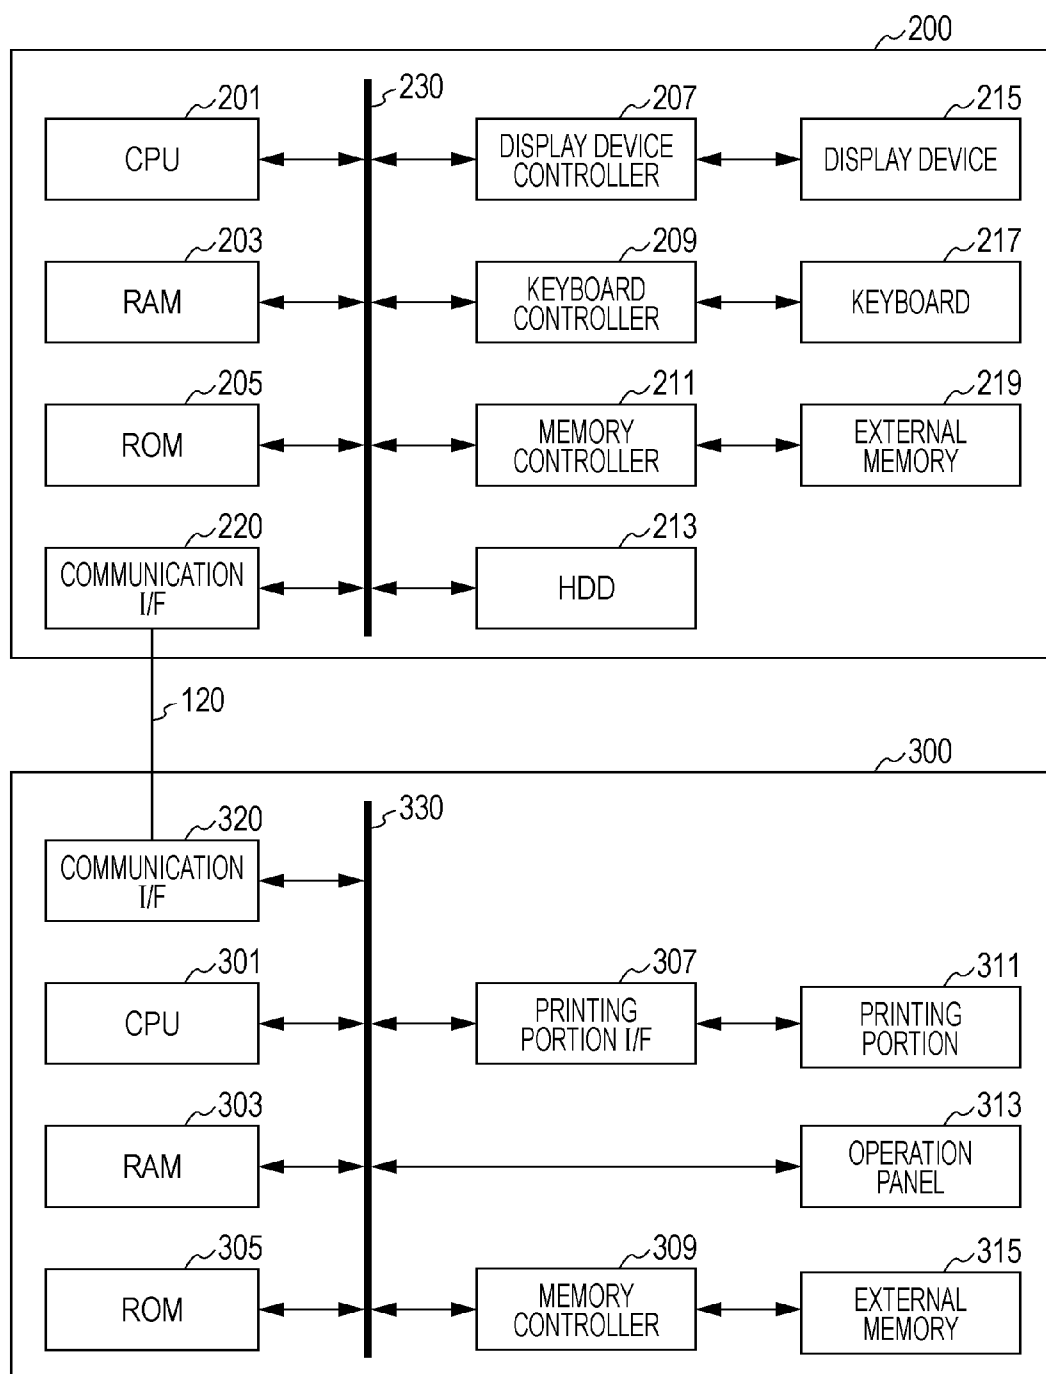 200
201
230
207
215
CPU
DISPLAY DEVICE
CONTROLLER
DISPLAY DEVICE
203
209
217
RAM
KEYBOARD
CONTROLLER
KEYBOARD
205
211
219
ROM
MEMORY
CONTROLLER
EXTERNAL
MEMORY
220
213
COMMUNICATION
I/F
HDD
120
300
320
330
COMMUNICATION
I/F
301
307
311
CPU
PRINTING
PORTION I/F
PRINTING
PORTION
303
313
RAM
OPERATION
PANEL
305
309
315
ROM
MEMORY
CONTROLLER
EXTERNAL
MEMORY